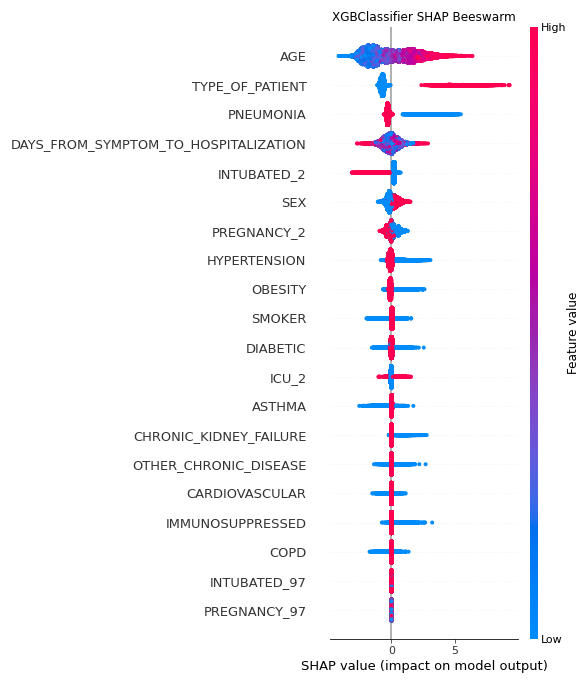 XGBClassifier SHAP Beeswarm
High
AGE
TYPE_OF_PATIENT
PNEUMONIA
DAYS_FROM_SYMPTOM_TO_HOSPITALIZATION
INTUBATED_2
SEX
PREGNANCY_2
HYPERTENSION
OBESITY
SMOKER
DIABETIC
ICU_2
ASTHMA
CHRONIC_KIDNEY_FAILURE
OTHER_CHRONIC_DISEASE
CARDIOVASCULAR
IMMUNOSUPPRESSED
COPD
INTUBATED_97
PREGNANCY_97
Feature value
Low
0 5
SHAP value (impact on model output)